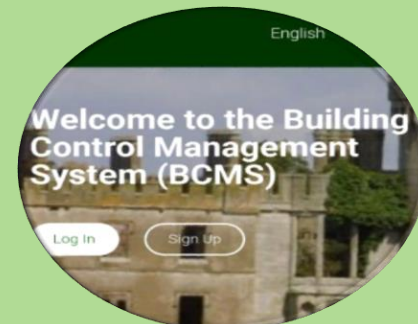 English
Welcome to the Building
Control Management
System (BCMS)
Log In
Sign Up